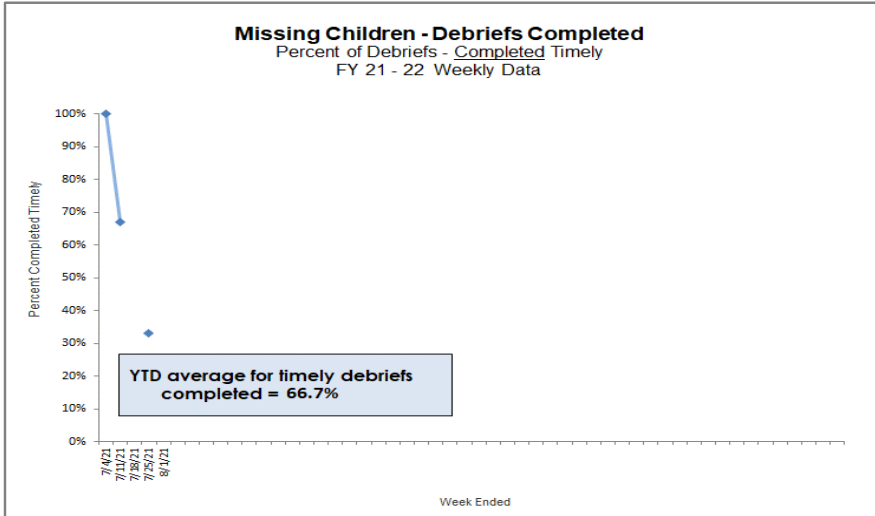 Missing Children - Debriefs Completed
Percent of Debriefs - Completed Timely
FY 21 - 22 Weekly Data
Percent Completed Timely
100%
90%
80%
70%
60%
50%
40%
30%
20%
10%
0%
YTD average for timely debriefs
completed = 66.7%
7/4/21
7/11/21
7/18/21
7/25/21
8/1/21
Week Ended